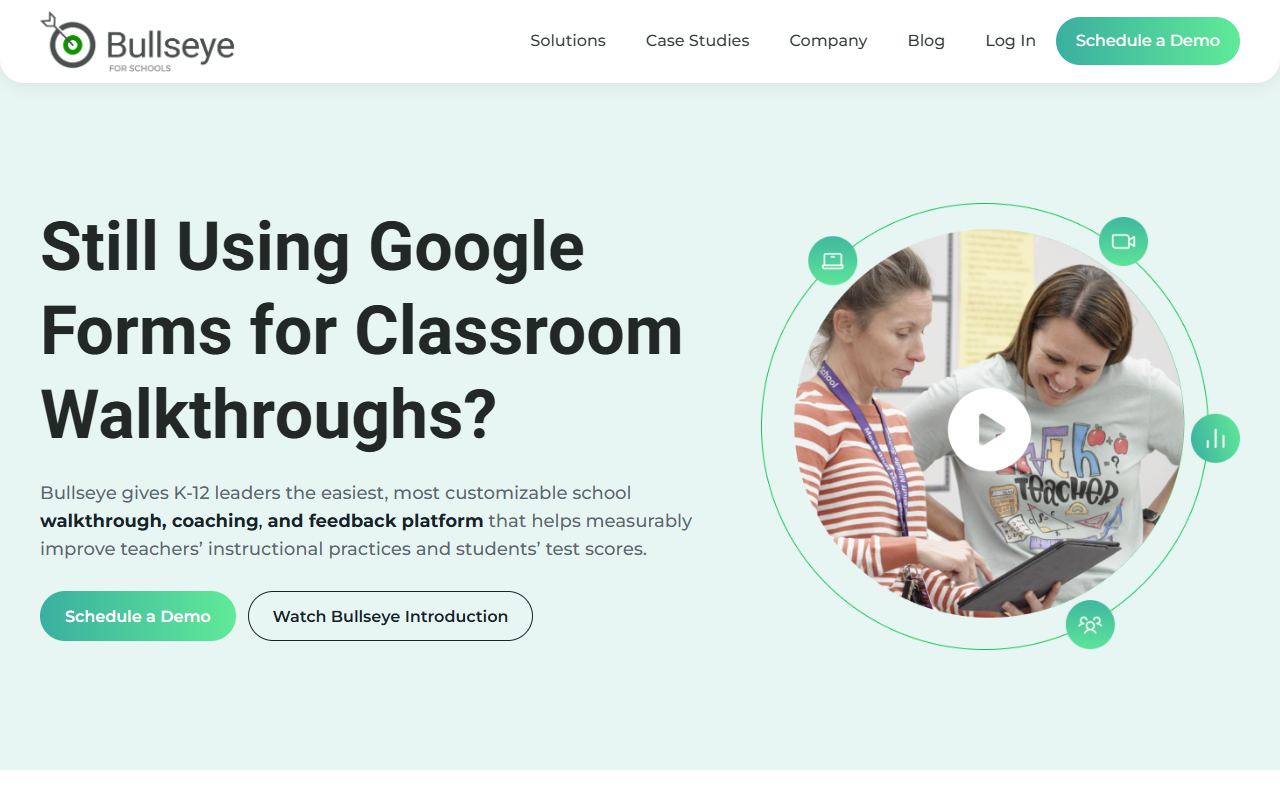 Bullseye
FOR SCHOOLS
Solutions
Case Studies
Company
Blog
Log In
Schedule a Demo
Still Using Google
Forms for Classroom
Walkthroughs?
Bullseye gives K-12 leaders the easiest, most customizable school
walkthrough, coaching, and feedback platform that helps measurably
improve teachers’ instructional practices and students’ test scores.
Schedule a Demo
Watch Bullseye Introduction
School
TEACHER